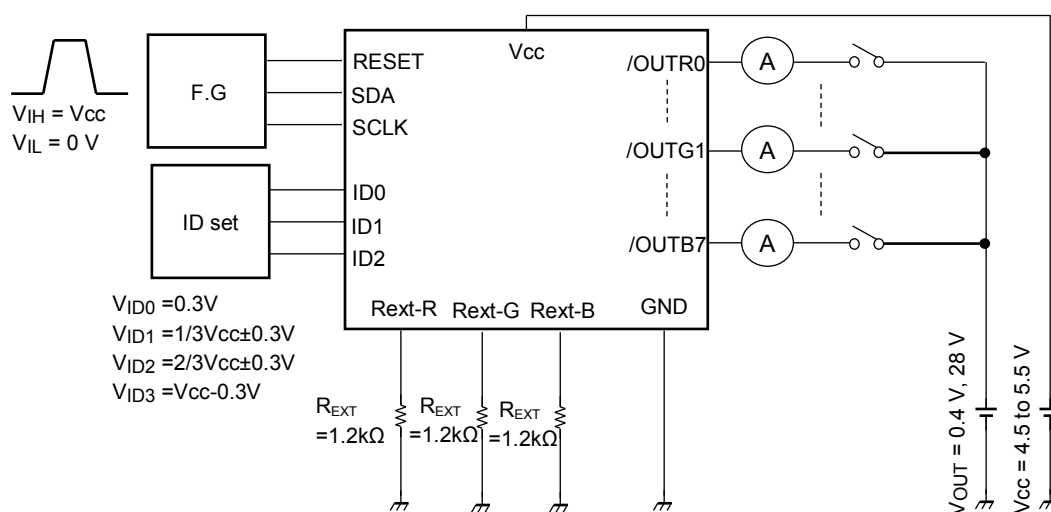 F.G
VIH = Vcc
VIL = 0 V
ID set
VID0 =0.3V
VID1 =1/3Vcc±0.3V
VID2 =2/3Vcc±0.3V
VID3 =Vcc-0.3V
Vcc
RESET
SDA
SCLK
ID0
ID1
ID2
/OUTR0
/OUTG1
/OUTB7
A
A
A
Rext-R
Rext-G
Rext-B
GND
REXT
=1.2kΩ
REXT
=1.2kΩ
REXT
=1.2kΩ
VOUT = 0.4 V, 28 V
Vcc = 4.5 to 5.5 V